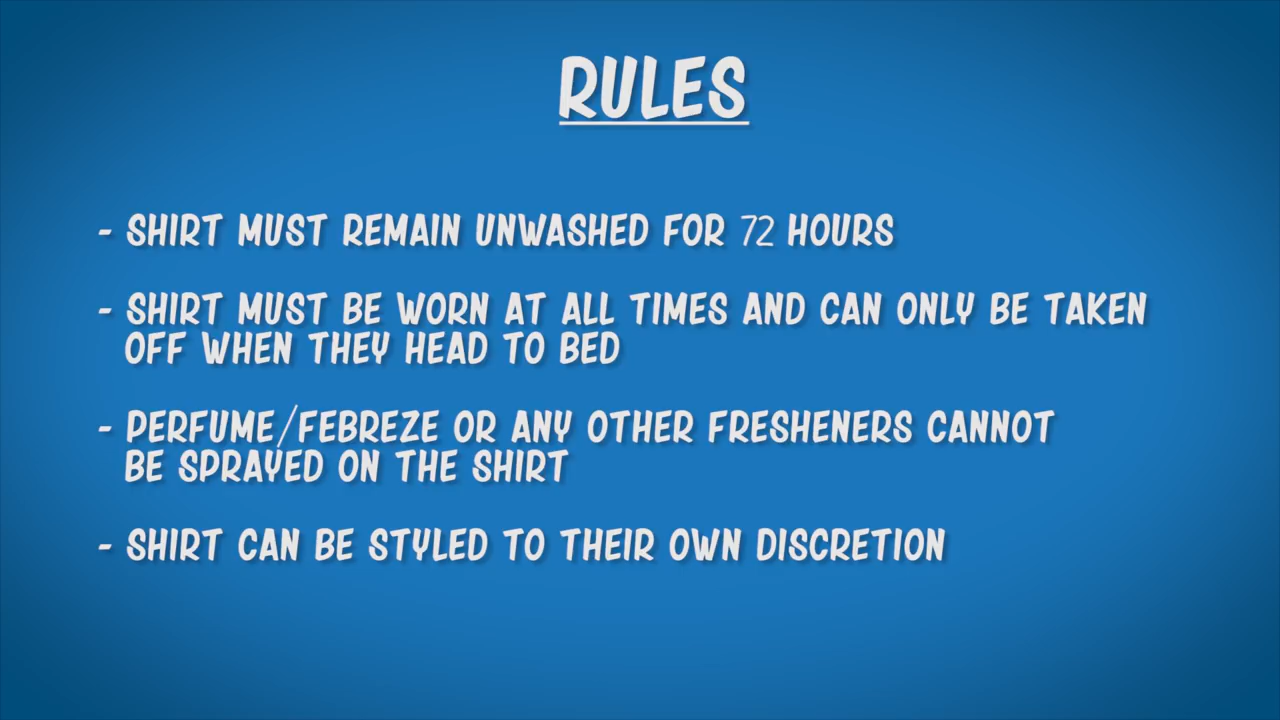 RULES
- SHIRT MUST REMAIN UNWASHED FOR 72 HOURS
- SHIRT MUST BE WORN AT ALL TIMES AND CAN ONLY BE TAKEN
OFF WHEN THEY HEAD TO BED
- PERFUME/FEBREZE OR ANY OTHER FRESHENERS CANNOT
BE SPRAYED ON THE SHIRT
- SHIRT CAN BE STYLED TO THEIR OWN DISCRETION